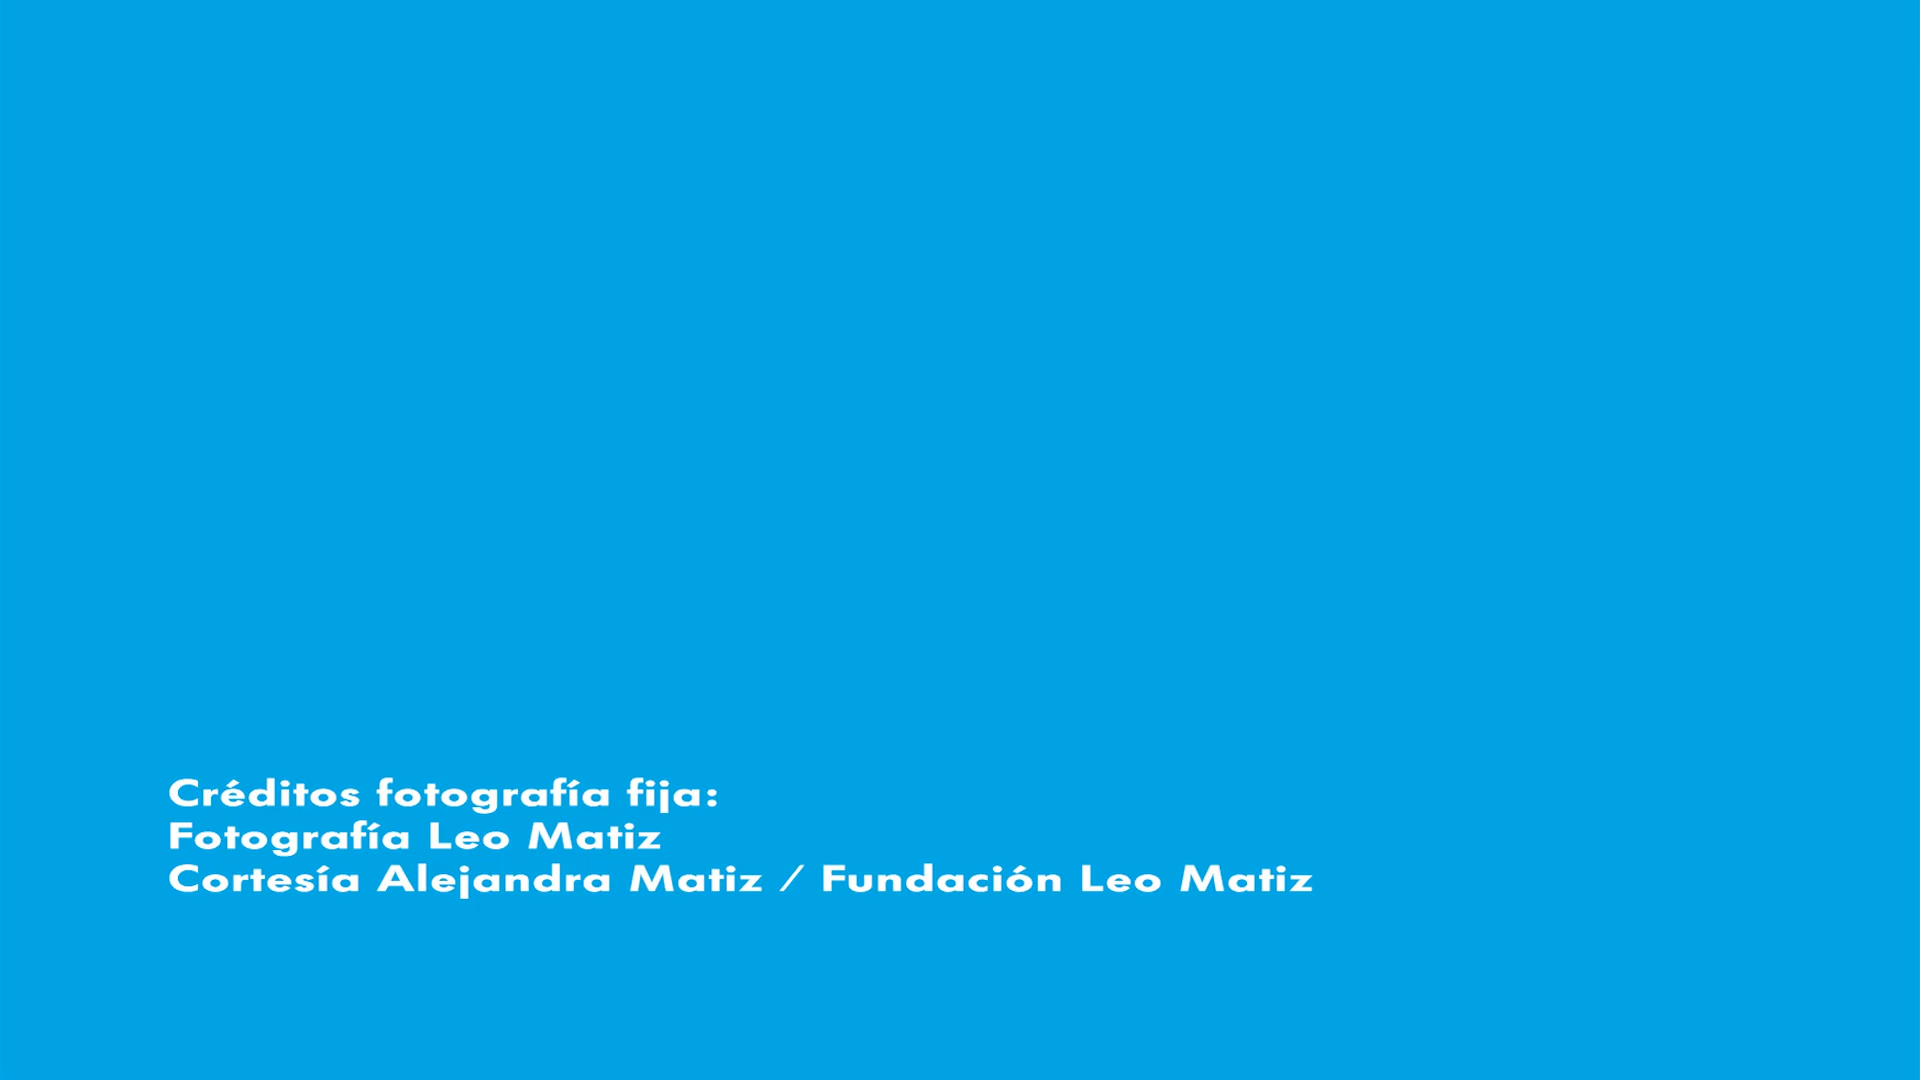 Créditos fotografía fija:
Fotografía Leo Matiz
Cortesía Alejandra Matiz / Fundación Leo Matiz